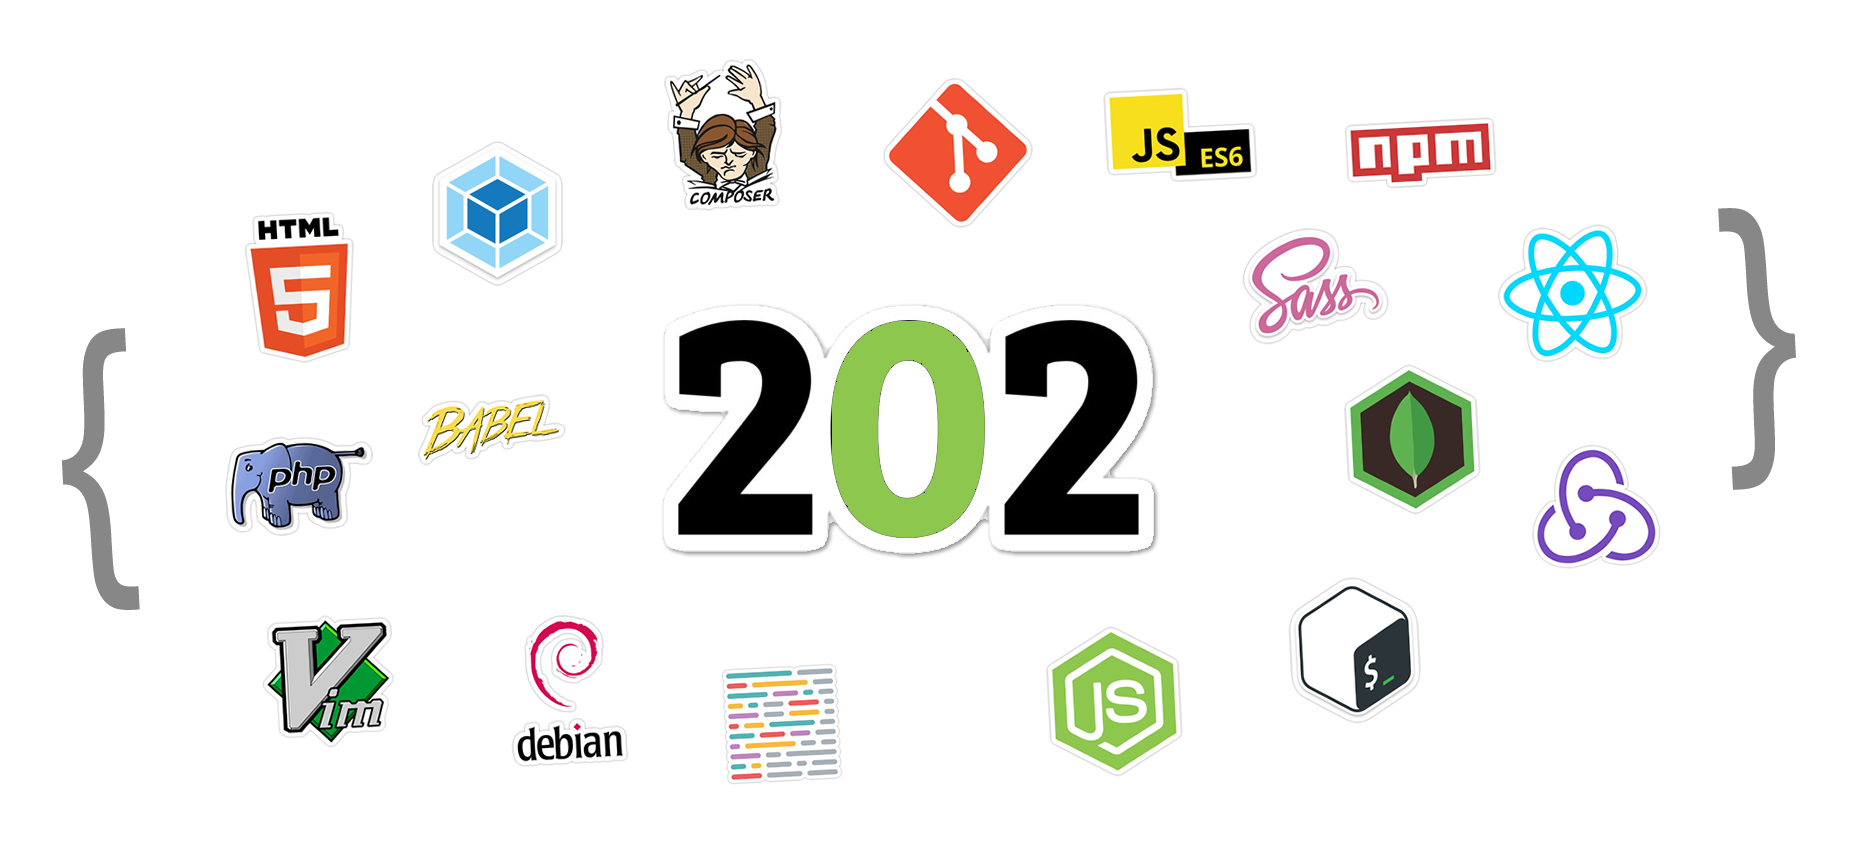 COMPOSER
JS
ES6
npm
HTML
5
Sass
{
}
202
BABEL
php
Vim
debian
JS
$_